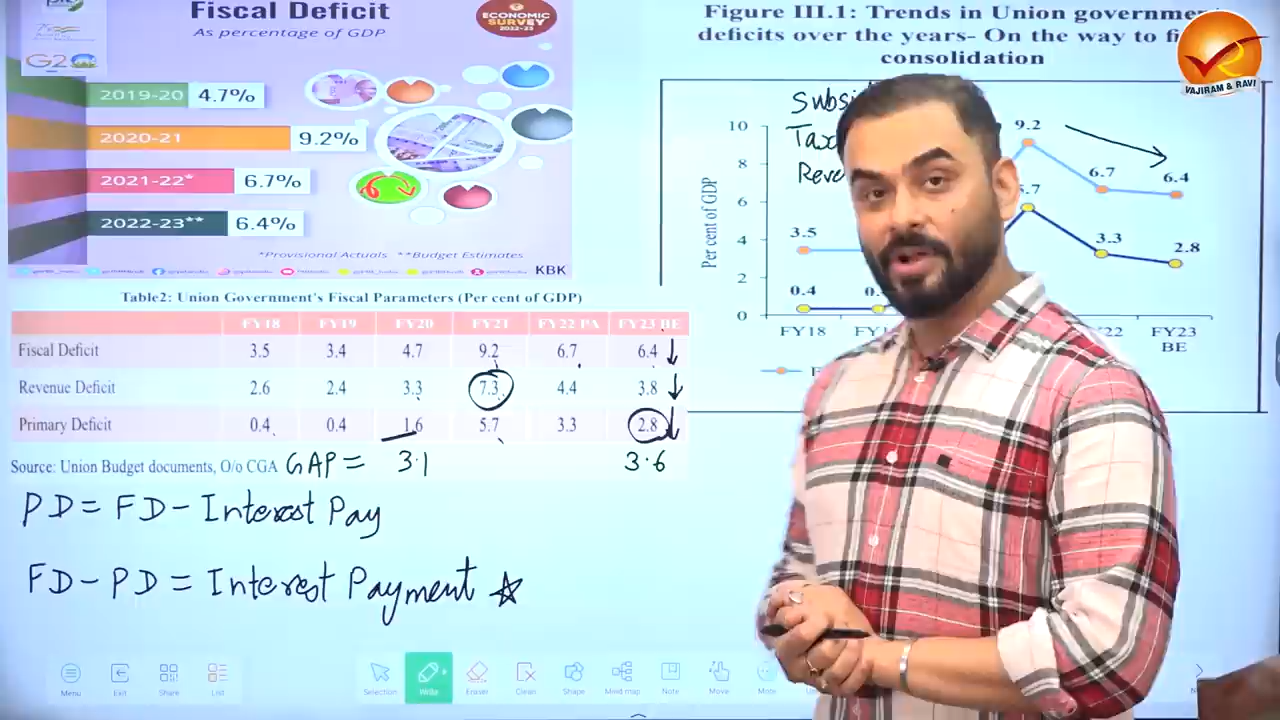 Fiscal Deficit
As percentage of GDP
ECONOMIC
SURVEY
2022-23
G20
2019-20 4.7%
2020-21 9.2%
2021-22* 6.7%
2022-23** 6.4%
*Provisional Actuals **Budget Estimates
KBK
Figure III.1: Trends in Union governmen
deficits over the years- On the way to fi
consolidation
VAJIRAM & RAVI
Subsi
Tax
Reve
Per cent of GDP
10
8
6
4
2
0
3.5
0.4
0.
9.2
6.7
6.4
5.7
3.3
2.8
FY18
FY1
'22
FY23
BE
Table2: Union Government's Fiscal Parameters (Per cent of GDP)
FY18 FY19 FY20 FY21 FY22 PA FY23 BE
Fiscal Deficit 3.5 3.4 4.7 9.2 6.7 6.4
Revenue Deficit 2.6 2.4 3.3 7.3 4.4 3.8
Primary Deficit 0.4 0.4 1.6 5.7 3.3 2.8
Source: Union Budget documents, O/o CGA GAP = 3.1 3.6
PD = FD - Interest Pay
FD - PD = Interest Payment
Menu
Exit
Share
List
Selection
Write
Eraser
Clean
Shape
Mind map
Note
Move
More